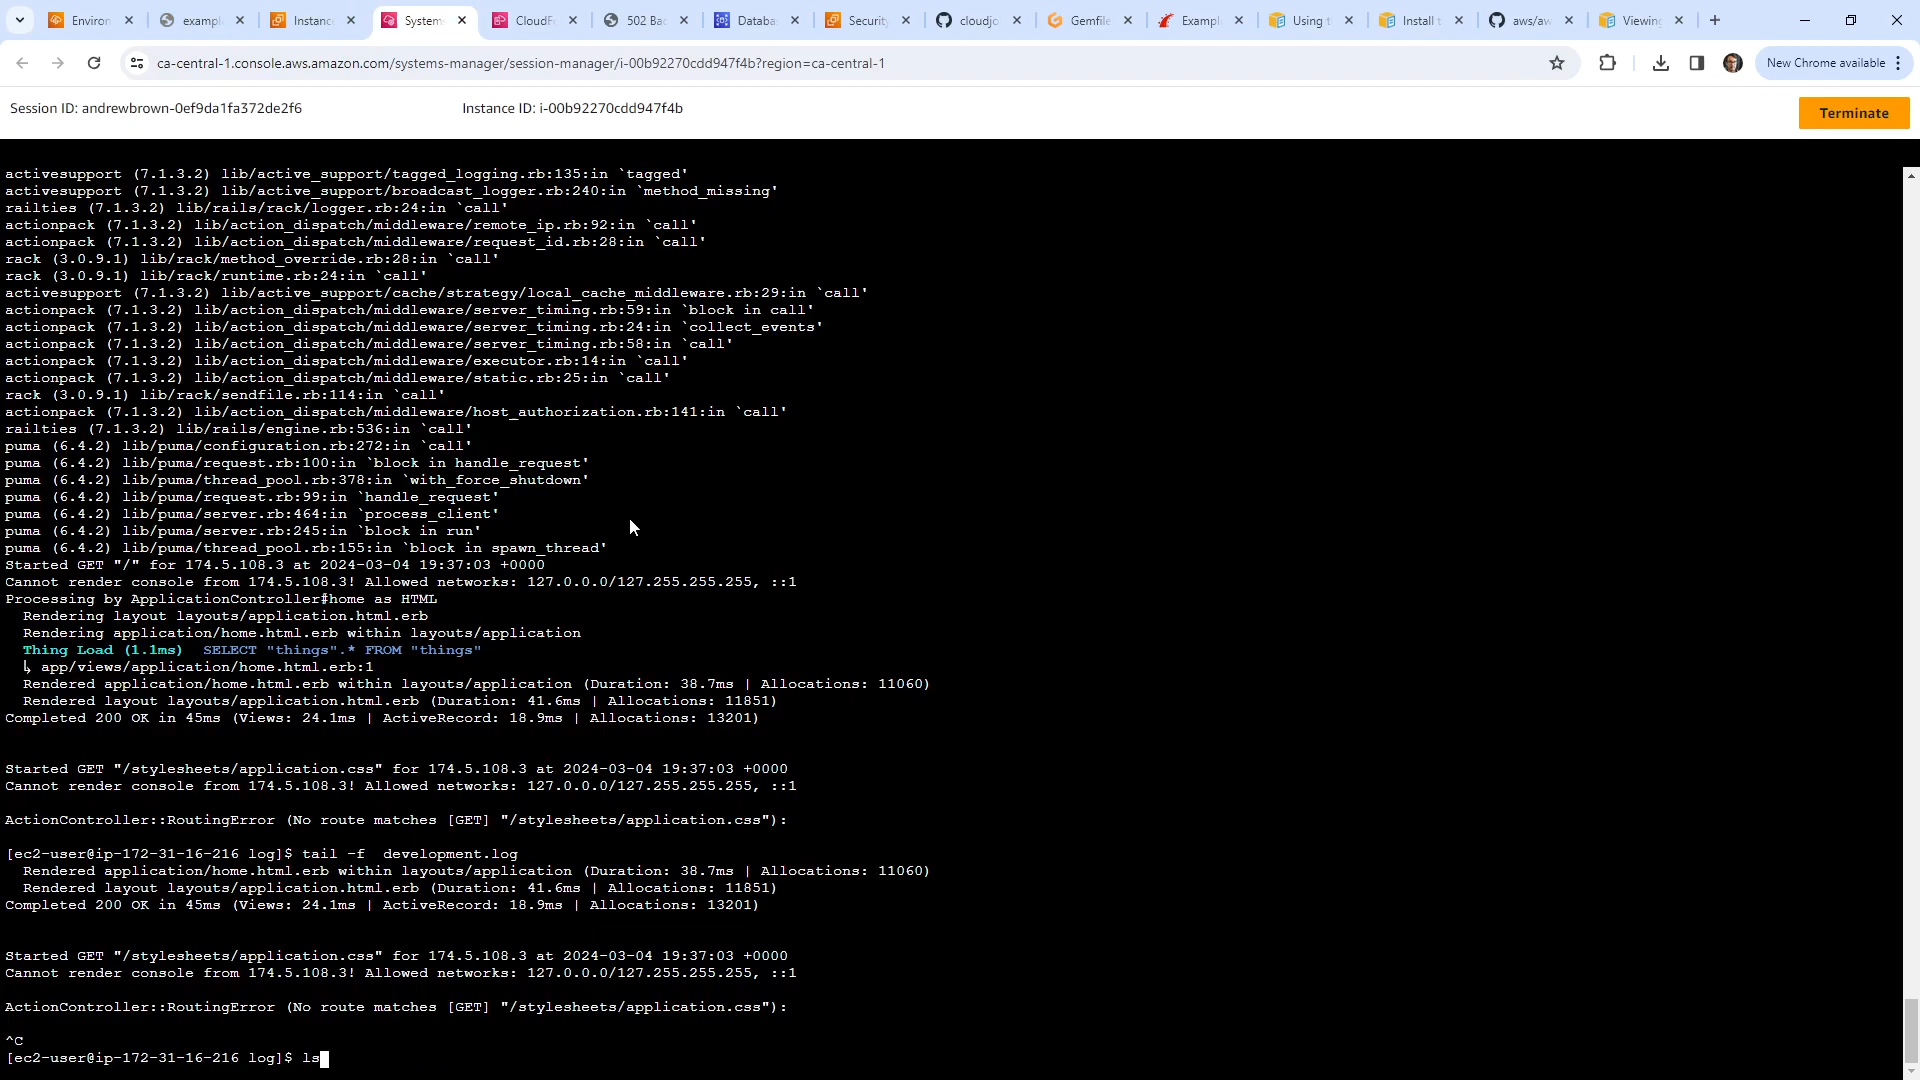 Environ
exampl
Instanc
System
CloudFo
502 Bac
Databa
Security
cloudjo
Gemfile
Exampl
Using t
Install t
aws/aw
Viewing
ca-central-1.console.aws.amazon.com/systems-manager/session-manager/i-00b92270cdd947f4b?region=ca-central-1
New Chrome available
Session ID: andrewbrown-0ef9da1fa372de2f6
Instance ID: i-00b92270cdd947f4b
Terminate
activesupport (7.1.3.2) lib/active_support/tagged_logging.rb:135:in `tagged'
activesupport (7.1.3.2) lib/active_support/broadcast_logger.rb:240:in `method_missing'
railties (7.1.3.2) lib/rails/rack/logger.rb:24:in `call'
actionpack (7.1.3.2) lib/action_dispatch/middleware/remote_ip.rb:92:in `call'
actionpack (7.1.3.2) lib/action_dispatch/middleware/request_id.rb:28:in `call'
rack (3.0.9.1) lib/rack/method_override.rb:28:in `call'
rack (3.0.9.1) lib/rack/runtime.rb:24:in `call'
activesupport (7.1.3.2) lib/active_support/cache/strategy/local_cache_middleware.rb:29:in `call'
actionpack (7.1.3.2) lib/action_dispatch/middleware/server_timing.rb:59:in `block in call'
actionpack (7.1.3.2) lib/action_dispatch/middleware/server_timing.rb:24:in `collect_events'
actionpack (7.1.3.2) lib/action_dispatch/middleware/server_timing.rb:58:in `call'
actionpack (7.1.3.2) lib/action_dispatch/middleware/executor.rb:14:in `call'
actionpack (7.1.3.2) lib/action_dispatch/middleware/static.rb:25:in `call'
rack (3.0.9.1) lib/rack/sendfile.rb:114:in `call'
actionpack (7.1.3.2) lib/action_dispatch/middleware/host_authorization.rb:141:in `call'
railties (7.1.3.2) lib/rails/engine.rb:536:in `call'
puma (6.4.2) lib/puma/configuration.rb:272:in `call'
puma (6.4.2) lib/puma/request.rb:100:in `block in handle_request'
puma (6.4.2) lib/puma/thread_pool.rb:378:in `with_force_shutdown'
puma (6.4.2) lib/puma/request.rb:99:in `handle_request'
puma (6.4.2) lib/puma/server.rb:464:in `process_client'
puma (6.4.2) lib/puma/server.rb:245:in `block in run'
puma (6.4.2) lib/puma/thread_pool.rb:155:in `block in spawn_thread'
Started GET "/" for 174.5.108.3 at 2024-03-04 19:37:03 +0000
Cannot render console from 174.5.108.3! Allowed networks: 127.0.0.0/127.255.255.255, ::1
Processing by ApplicationController#home as HTML
  Rendering layout layouts/application.html.erb
  Rendering application/home.html.erb within layouts/application
  Thing Load (1.1ms)  SELECT "things".* FROM "things"
  ↳ app/views/application/home.html.erb:1
  Rendered application/home.html.erb within layouts/application (Duration: 38.7ms | Allocations: 11060)
  Rendered layout layouts/application.html.erb (Duration: 41.6ms | Allocations: 11851)
Completed 200 OK in 45ms (Views: 24.1ms | ActiveRecord: 18.9ms | Allocations: 13201)
Started GET "/stylesheets/application.css" for 174.5.108.3 at 2024-03-04 19:37:03 +0000
Cannot render console from 174.5.108.3! Allowed networks: 127.0.0.0/127.255.255.255, ::1
ActionController::RoutingError (No route matches [GET] "/stylesheets/application.css"):
[ec2-user@ip-172-31-16-216 log]$ tail -f  development.log
  Rendered application/home.html.erb within layouts/application (Duration: 38.7ms | Allocations: 11060)
  Rendered layout layouts/application.html.erb (Duration: 41.6ms | Allocations: 11851)
Completed 200 OK in 45ms (Views: 24.1ms | ActiveRecord: 18.9ms | Allocations: 13201)
Started GET "/stylesheets/application.css" for 174.5.108.3 at 2024-03-04 19:37:03 +0000
Cannot render console from 174.5.108.3! Allowed networks: 127.0.0.0/127.255.255.255, ::1
ActionController::RoutingError (No route matches [GET] "/stylesheets/application.css"):
^C
[ec2-user@ip-172-31-16-216 log]$ ls